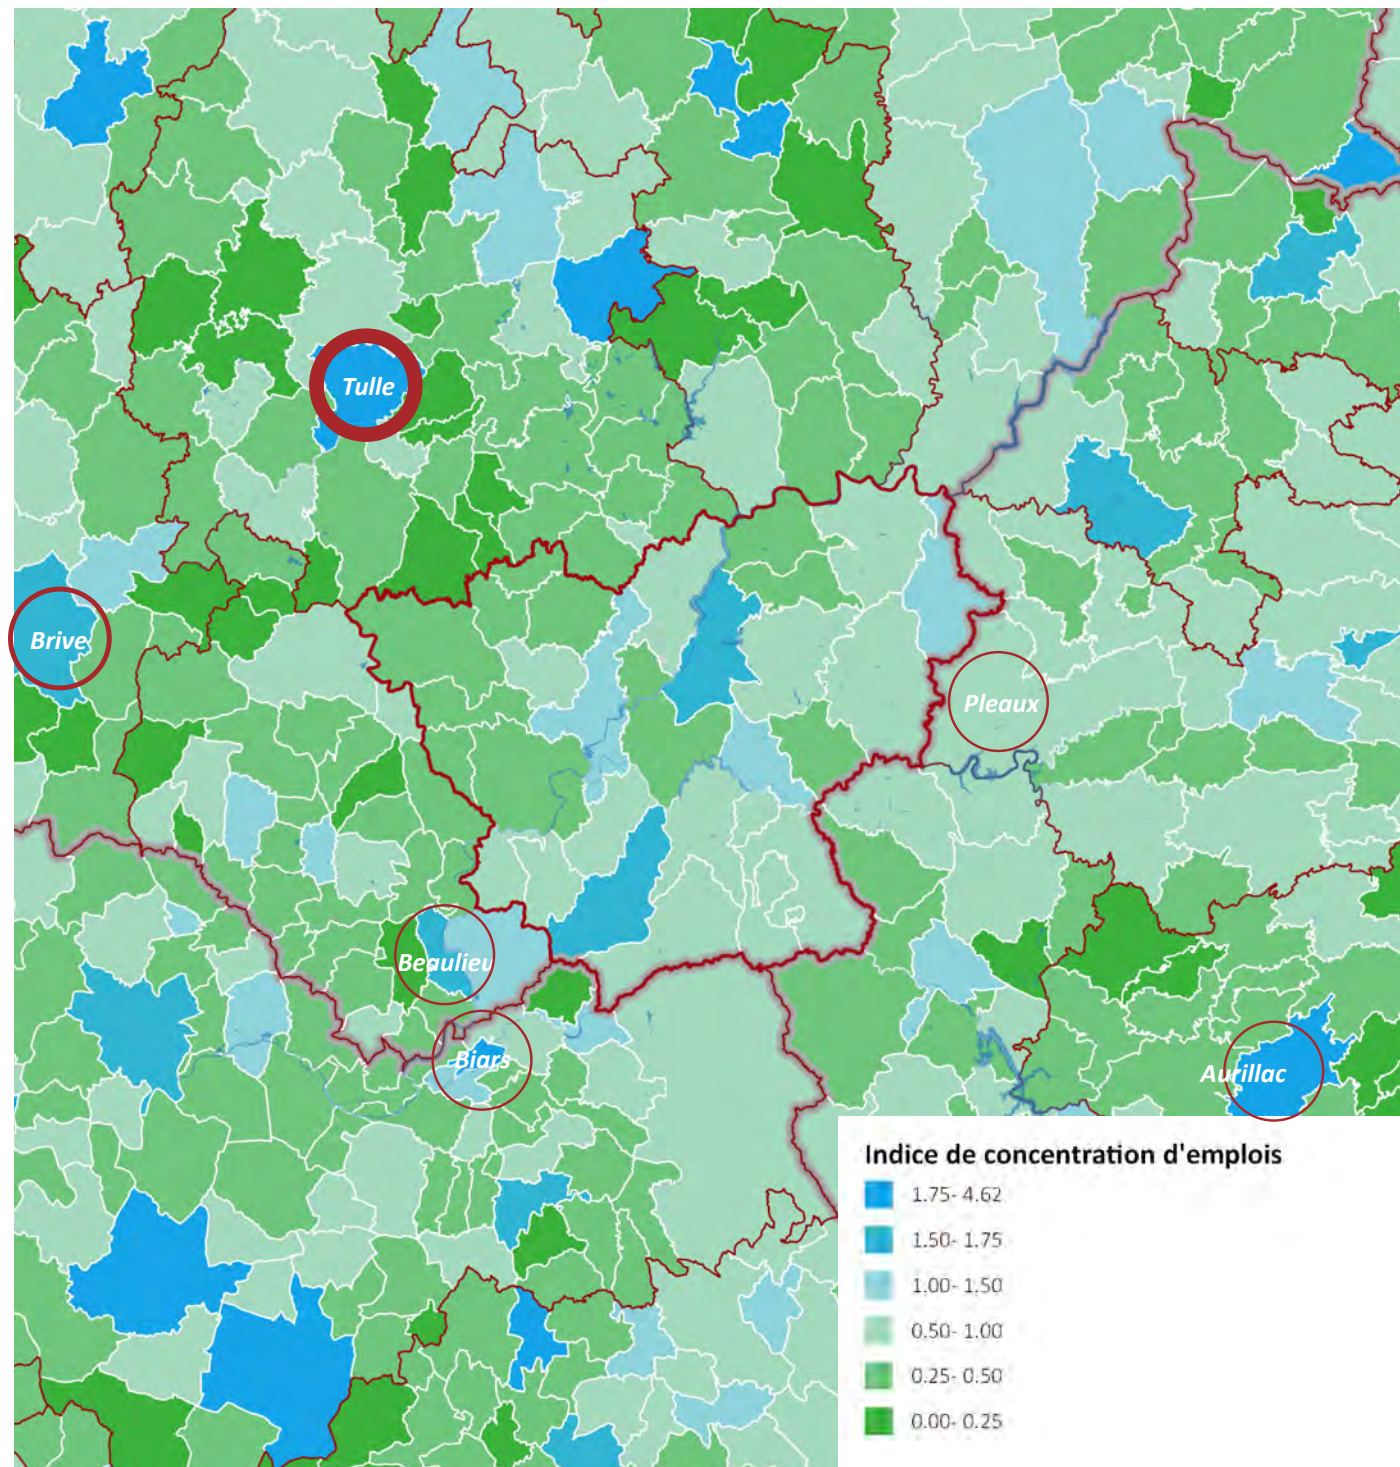 Tulle
Brive
Pleaux
Beaulieu
Biars
Aurillac
Indice de concentration d'emplois
1.75- 4.62
1.50- 1.75
1.00- 1.50
0.50- 1.00
0.25- 0.50
0.00- 0.25